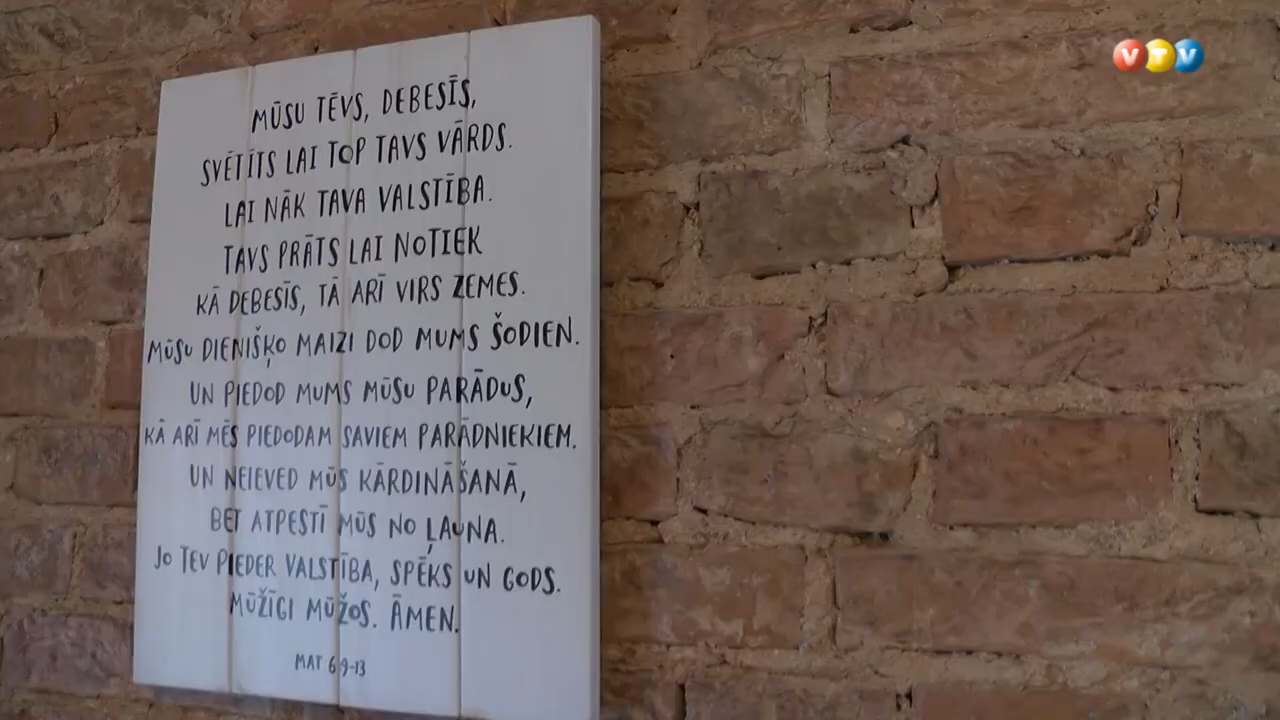 VTV
MŪSU TĒVS, DEBESĪS,
SVĒTĪTS LAI TOP TAVS VĀRDS.
LAI NĀK TAVA VALSTĪBA.
TAVS PRĀTS LAI NOTIEK
KĀ DEBESĪS, TĀ ARĪ VIRS ZEMES.
MŪSU DIENIŠĶO MAIZI DOD MUMS ŠODIEN.
UN PIEDOD MUMS MŪSU PARĀDUS,
KĀ ARĪ MĒS PIEDODAM SAVIEM PARĀDNIEKIEM.
UN NEIEVED MŪS KĀRDINĀŠANĀ,
BET ATPESTĪ MŪS NO ĻAUNA.
JO TEV PIEDER VALSTĪBA, SPĒKS UN GODS.
MŪŽĪGI MŪŽOS. ĀMEN.
MAT 6 9-13